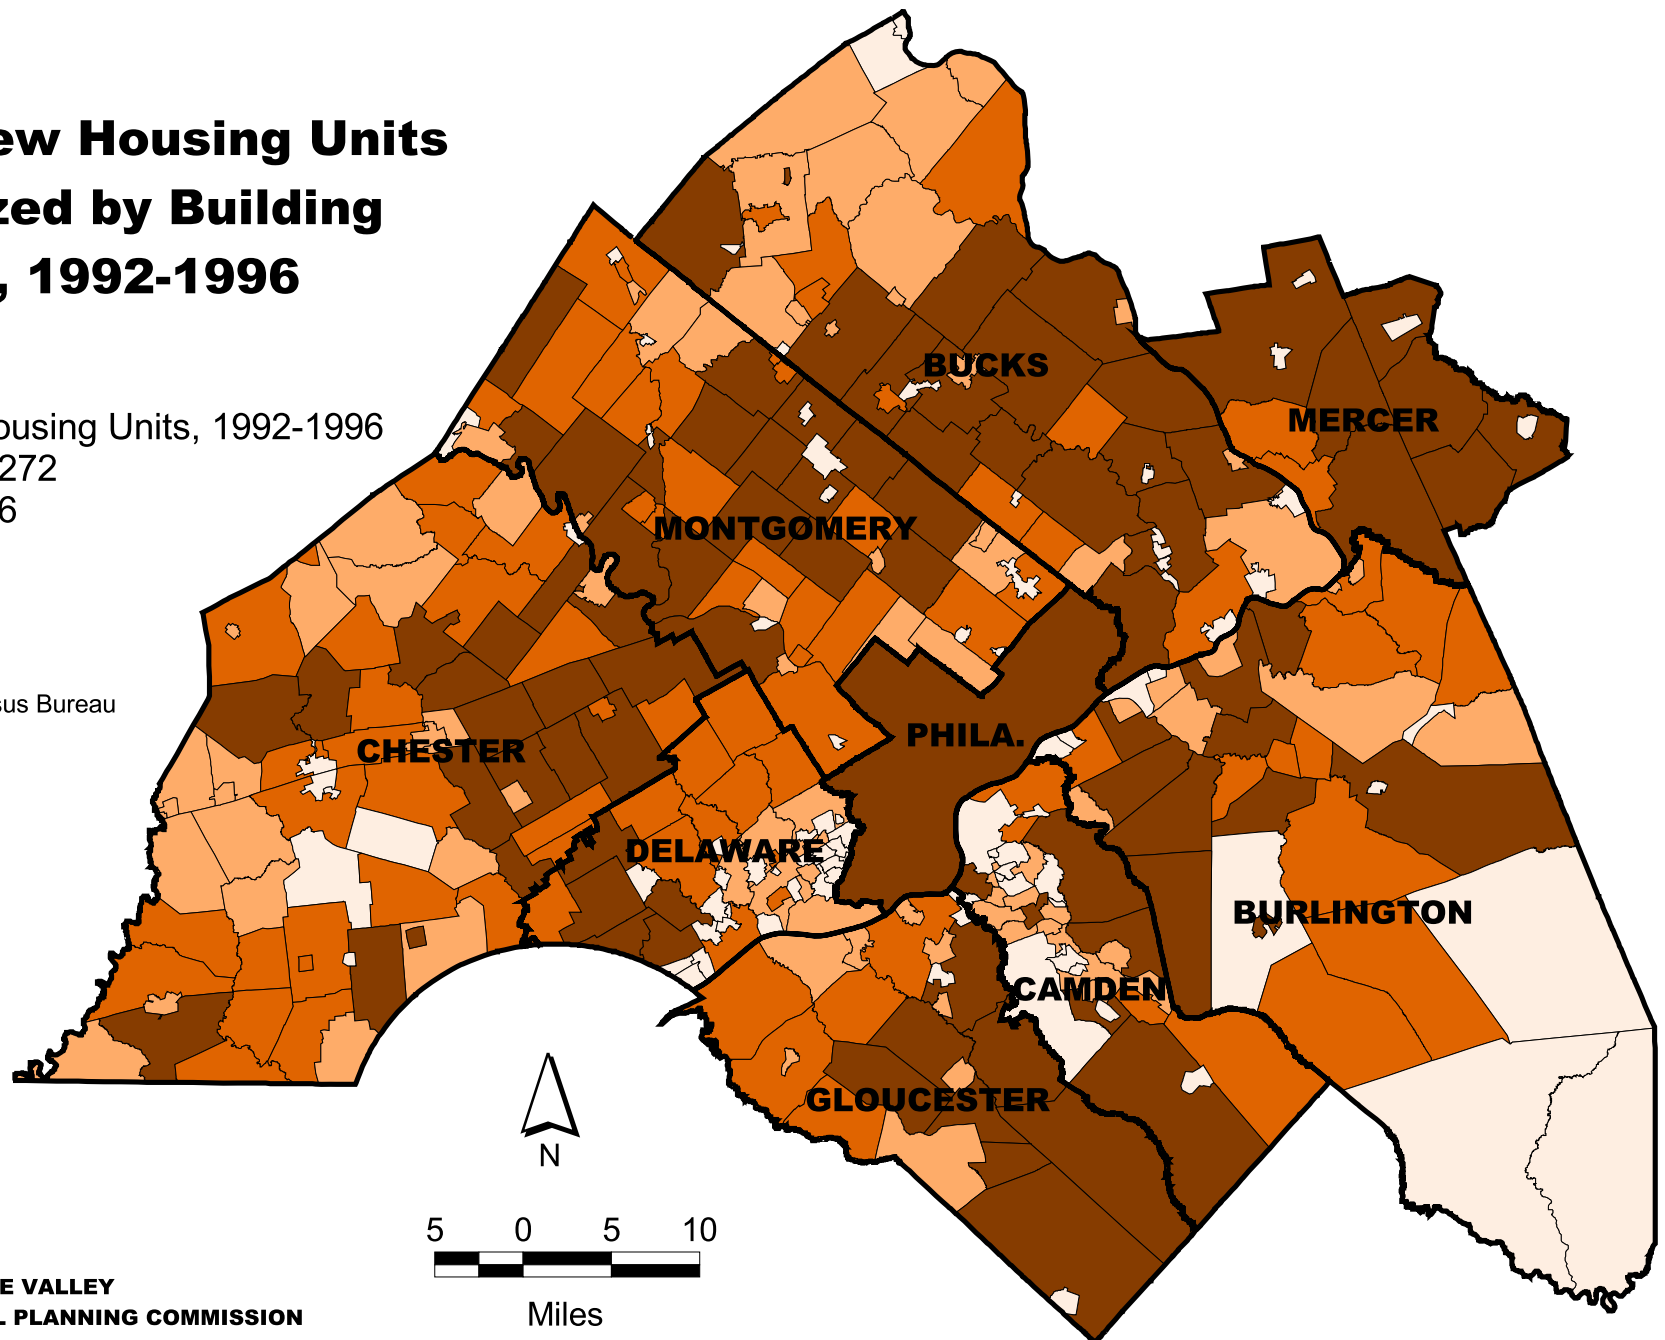 ew Housing Units
zed by Building
, 1992-1996
ousing Units, 1992-1996
272
6
sus Bureau
BUCKS
MERCER
MONTGOMERY
PHILA.
CHESTER
DELAWARE
BURLINGTON
CAMDEN
GLOUCESTER
N
5 0 5 10
Miles
E VALLEY
L PLANNING COMMISSION